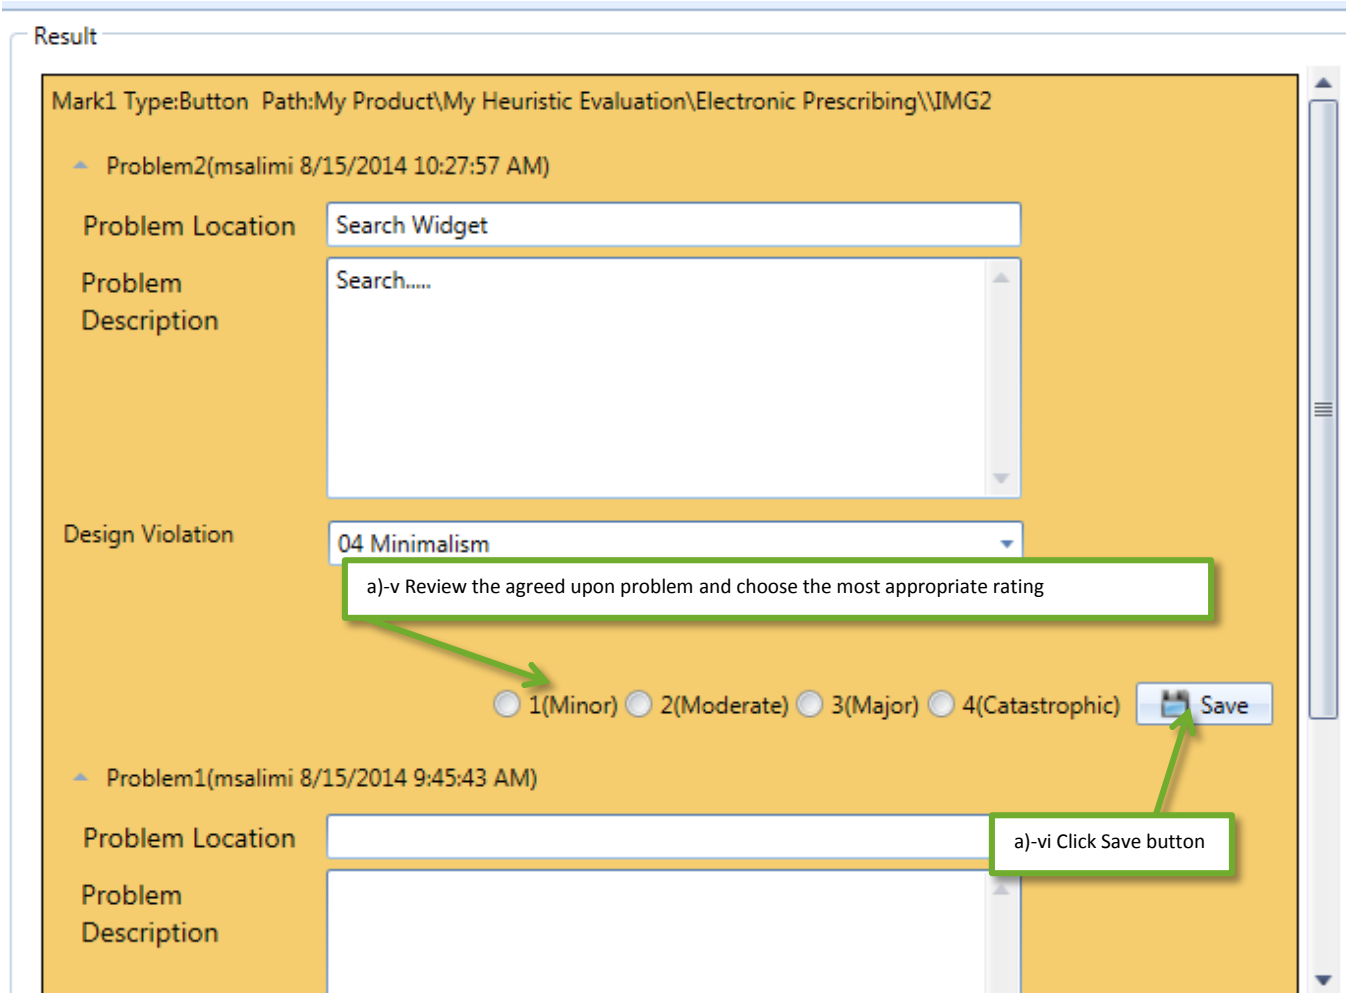 Result
Mark1 Type:Button  Path:My Product\My Heuristic Evaluation\Electronic Prescribing\\IMG2
Problem2(msalimi 8/15/2014 10:27:57 AM)
Problem Location
Search Widget
Problem
Description
Search.....
Design Violation
04 Minimalism
a)-v Review the agreed upon problem and choose the most appropriate rating
1(Minor) 2(Moderate) 3(Major) 4(Catastrophic) Save
Problem1(msalimi 8/15/2014 9:45:43 AM)
Problem Location
a)-vi Click Save button
Problem
Description